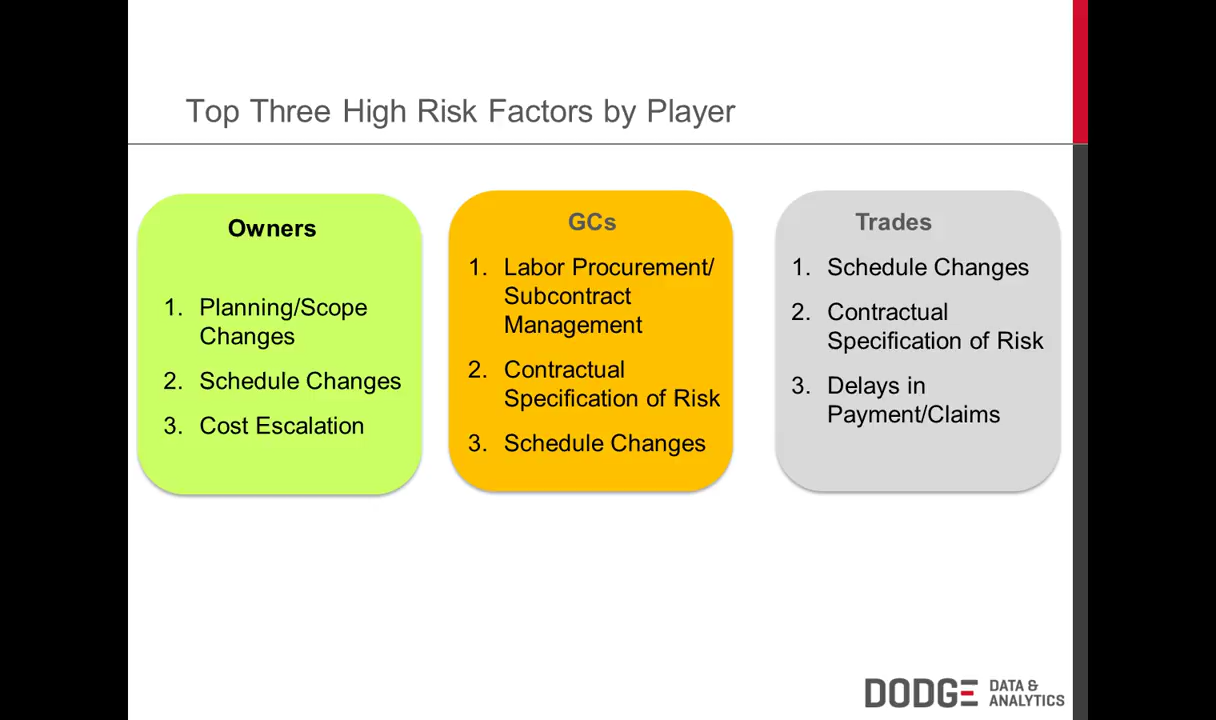 Top Three High Risk Factors by Player
Owners
1. Planning/Scope
Changes
2. Schedule Changes
3. Cost Escalation
GCs
1. Labor Procurement/
Subcontract
Management
2. Contractual
Specification of Risk
3. Schedule Changes
Trades
1. Schedule Changes
2. Contractual
Specification of Risk
3. Delays in
Payment/Claims
DODGE DATA &
ANALYTICS